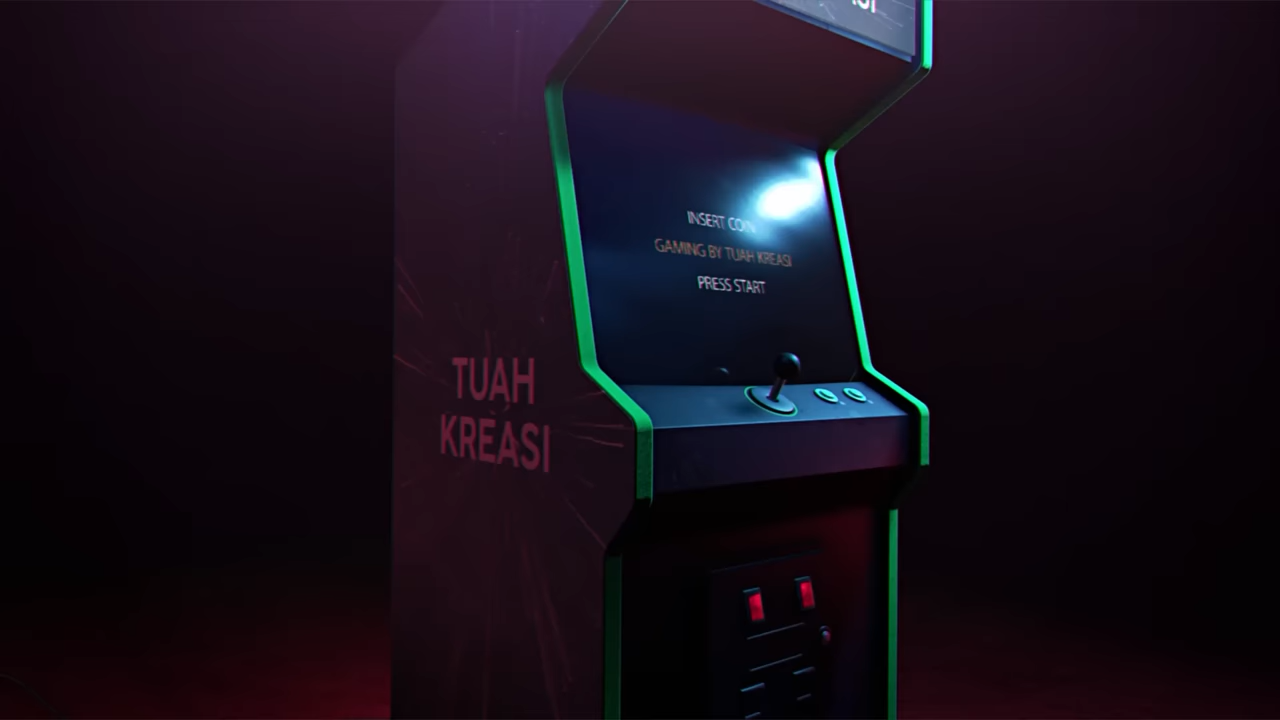 INSERT COIN
GAMING BY TUAH KREASI
PRESS START
TUAH
KREASI